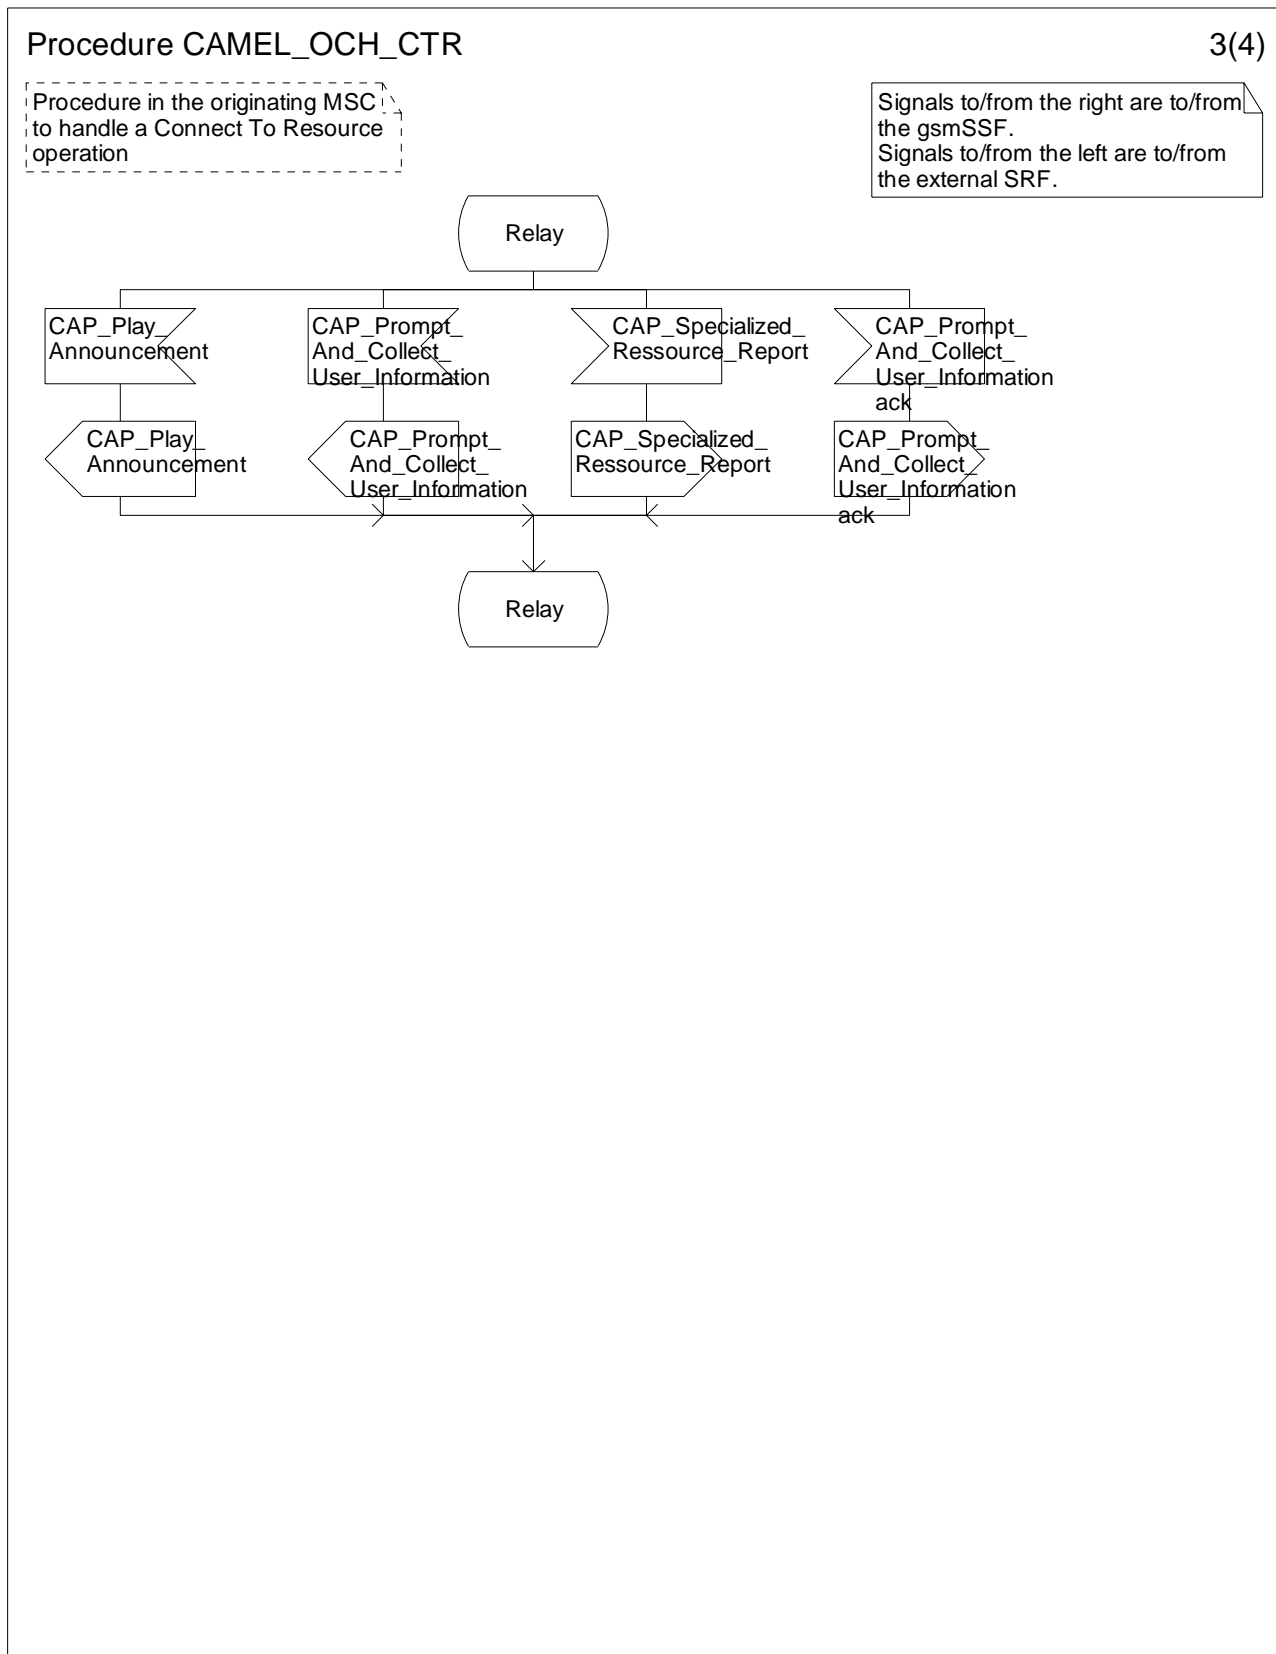 Procedure CAMEL_OCH_CTR
3(4)
Procedure in the originating MSC
to handle a Connect To Resource
operation
Signals to/from the right are to/from
the gsmSSF.
Signals to/from the left are to/from
the external SRF.
Relay
CAP_Play_
Announcement
CAP_Prompt_
And_Collect_
User_Information
CAP_Specialized_
Ressource_Report
CAP_Prompt_
And_Collect_
User_Information
ack
CAP_Play_
Announcement
CAP_Prompt_
And_Collect_
User_Information
CAP_Specialized_
Ressource_Report
CAP_Prompt_
And_Collect_
User_Information
ack
Relay